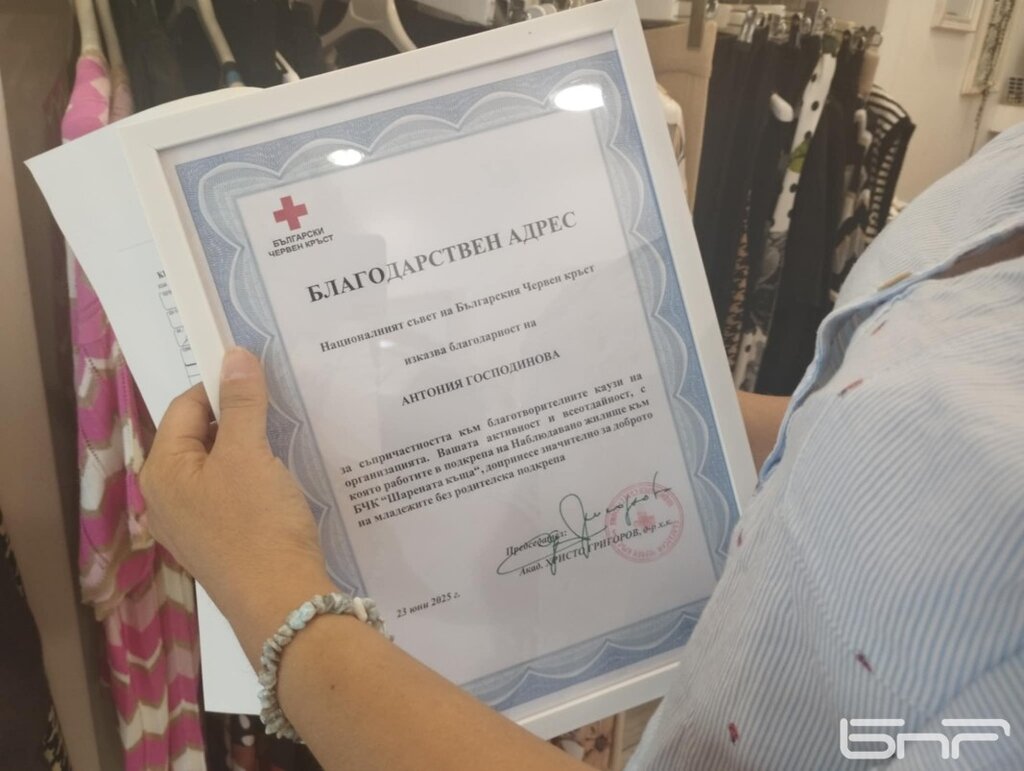 БЪЛГАРСКИ
ЧЕРВЕН КРЪСТ
БЛАГОДАРСТВЕН АДРЕС
Националният съвет на Българския Червен кръст
изказва благодарност на
АНТОНИЯ ГОСПОДИНОВА
за съпричастността към благотворителните каузи на
организацията. Вашата активност и всеотдайност, с
която работите в подкрепа на Наблюдавано жилище към
БЧК “Шарената къща“, допринесе значително за доброто
на младежите без родителска подкрепа
Председател:
Акад. ХРИСТО ГРИГОРОВ, д-р х.к.
23 юни 2025 г.
БНР